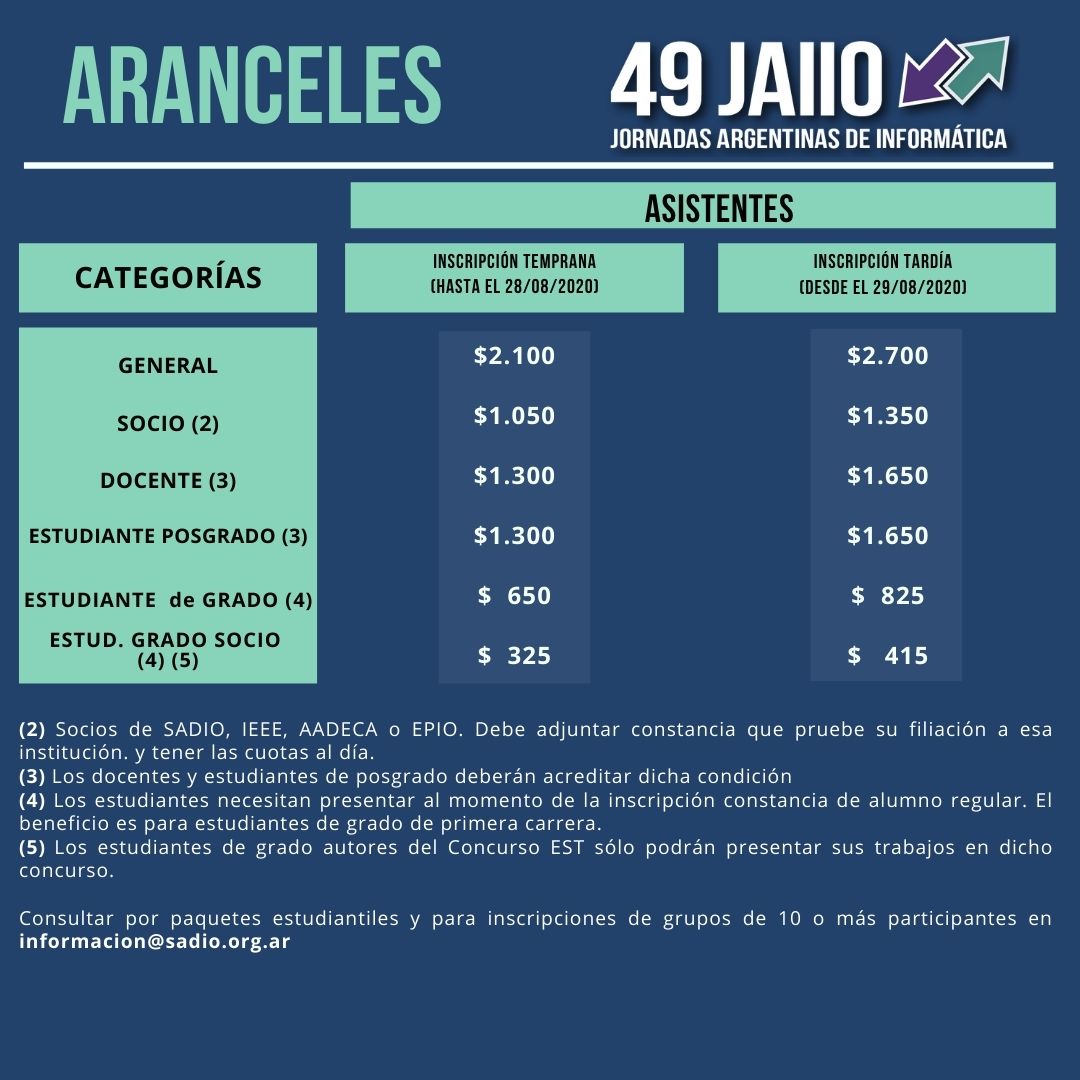 ARANCELES
49 JAIIO
JORNADAS ARGENTINAS DE INFORMÁTICA
ASISTENTES
CATEGORÍAS
INSCRIPCIÓN TEMPRANA
(HASTA EL 28/08/2020)
INSCRIPCIÓN TARDÍA
(DESDE EL 29/08/2020)
GENERAL $2.100 $2.700
SOCIO (2) $1.050 $1.350
DOCENTE (3) $1.300 $1.650
ESTUDIANTE POSGRADO (3) $1.300 $1.650
ESTUDIANTE de GRADO (4) $ 650 $ 825
ESTUD. GRADO SOCIO
(4) (5) $ 325 $ 415
(2) Socios de SADIO, IEEE, AADECA o EPIO. Debe adjuntar constancia que pruebe su filiación a esa
institución. y tener las cuotas al día.
(3) Los docentes y estudiantes de posgrado deberán acreditar dicha condición
(4) Los estudiantes necesitan presentar al momento de la inscripción constancia de alumno regular. El
beneficio es para estudiantes de grado de primera carrera.
(5) Los estudiantes de grado autores del Concurso EST sólo podrán presentar sus trabajos en dicho
concurso.
Consultar por paquetes estudiantiles y para inscripciones de grupos de 10 o más participantes en
informacion@sadio.org.ar